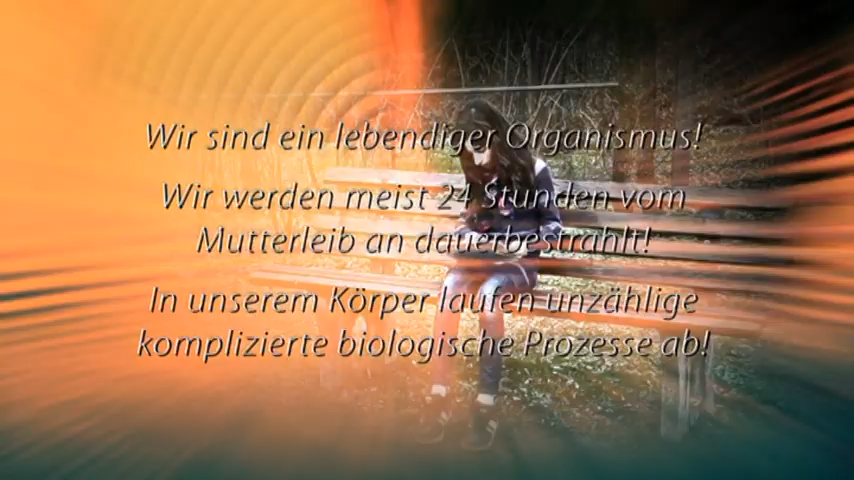 Wir sind ein lebendiger Organismus!
Wir werden meist 24 Stunden vom
Mutterleib an dauerbestrahlt!
In unserem Körper laufen unzählige
komplizierte biologische Prozesse ab!